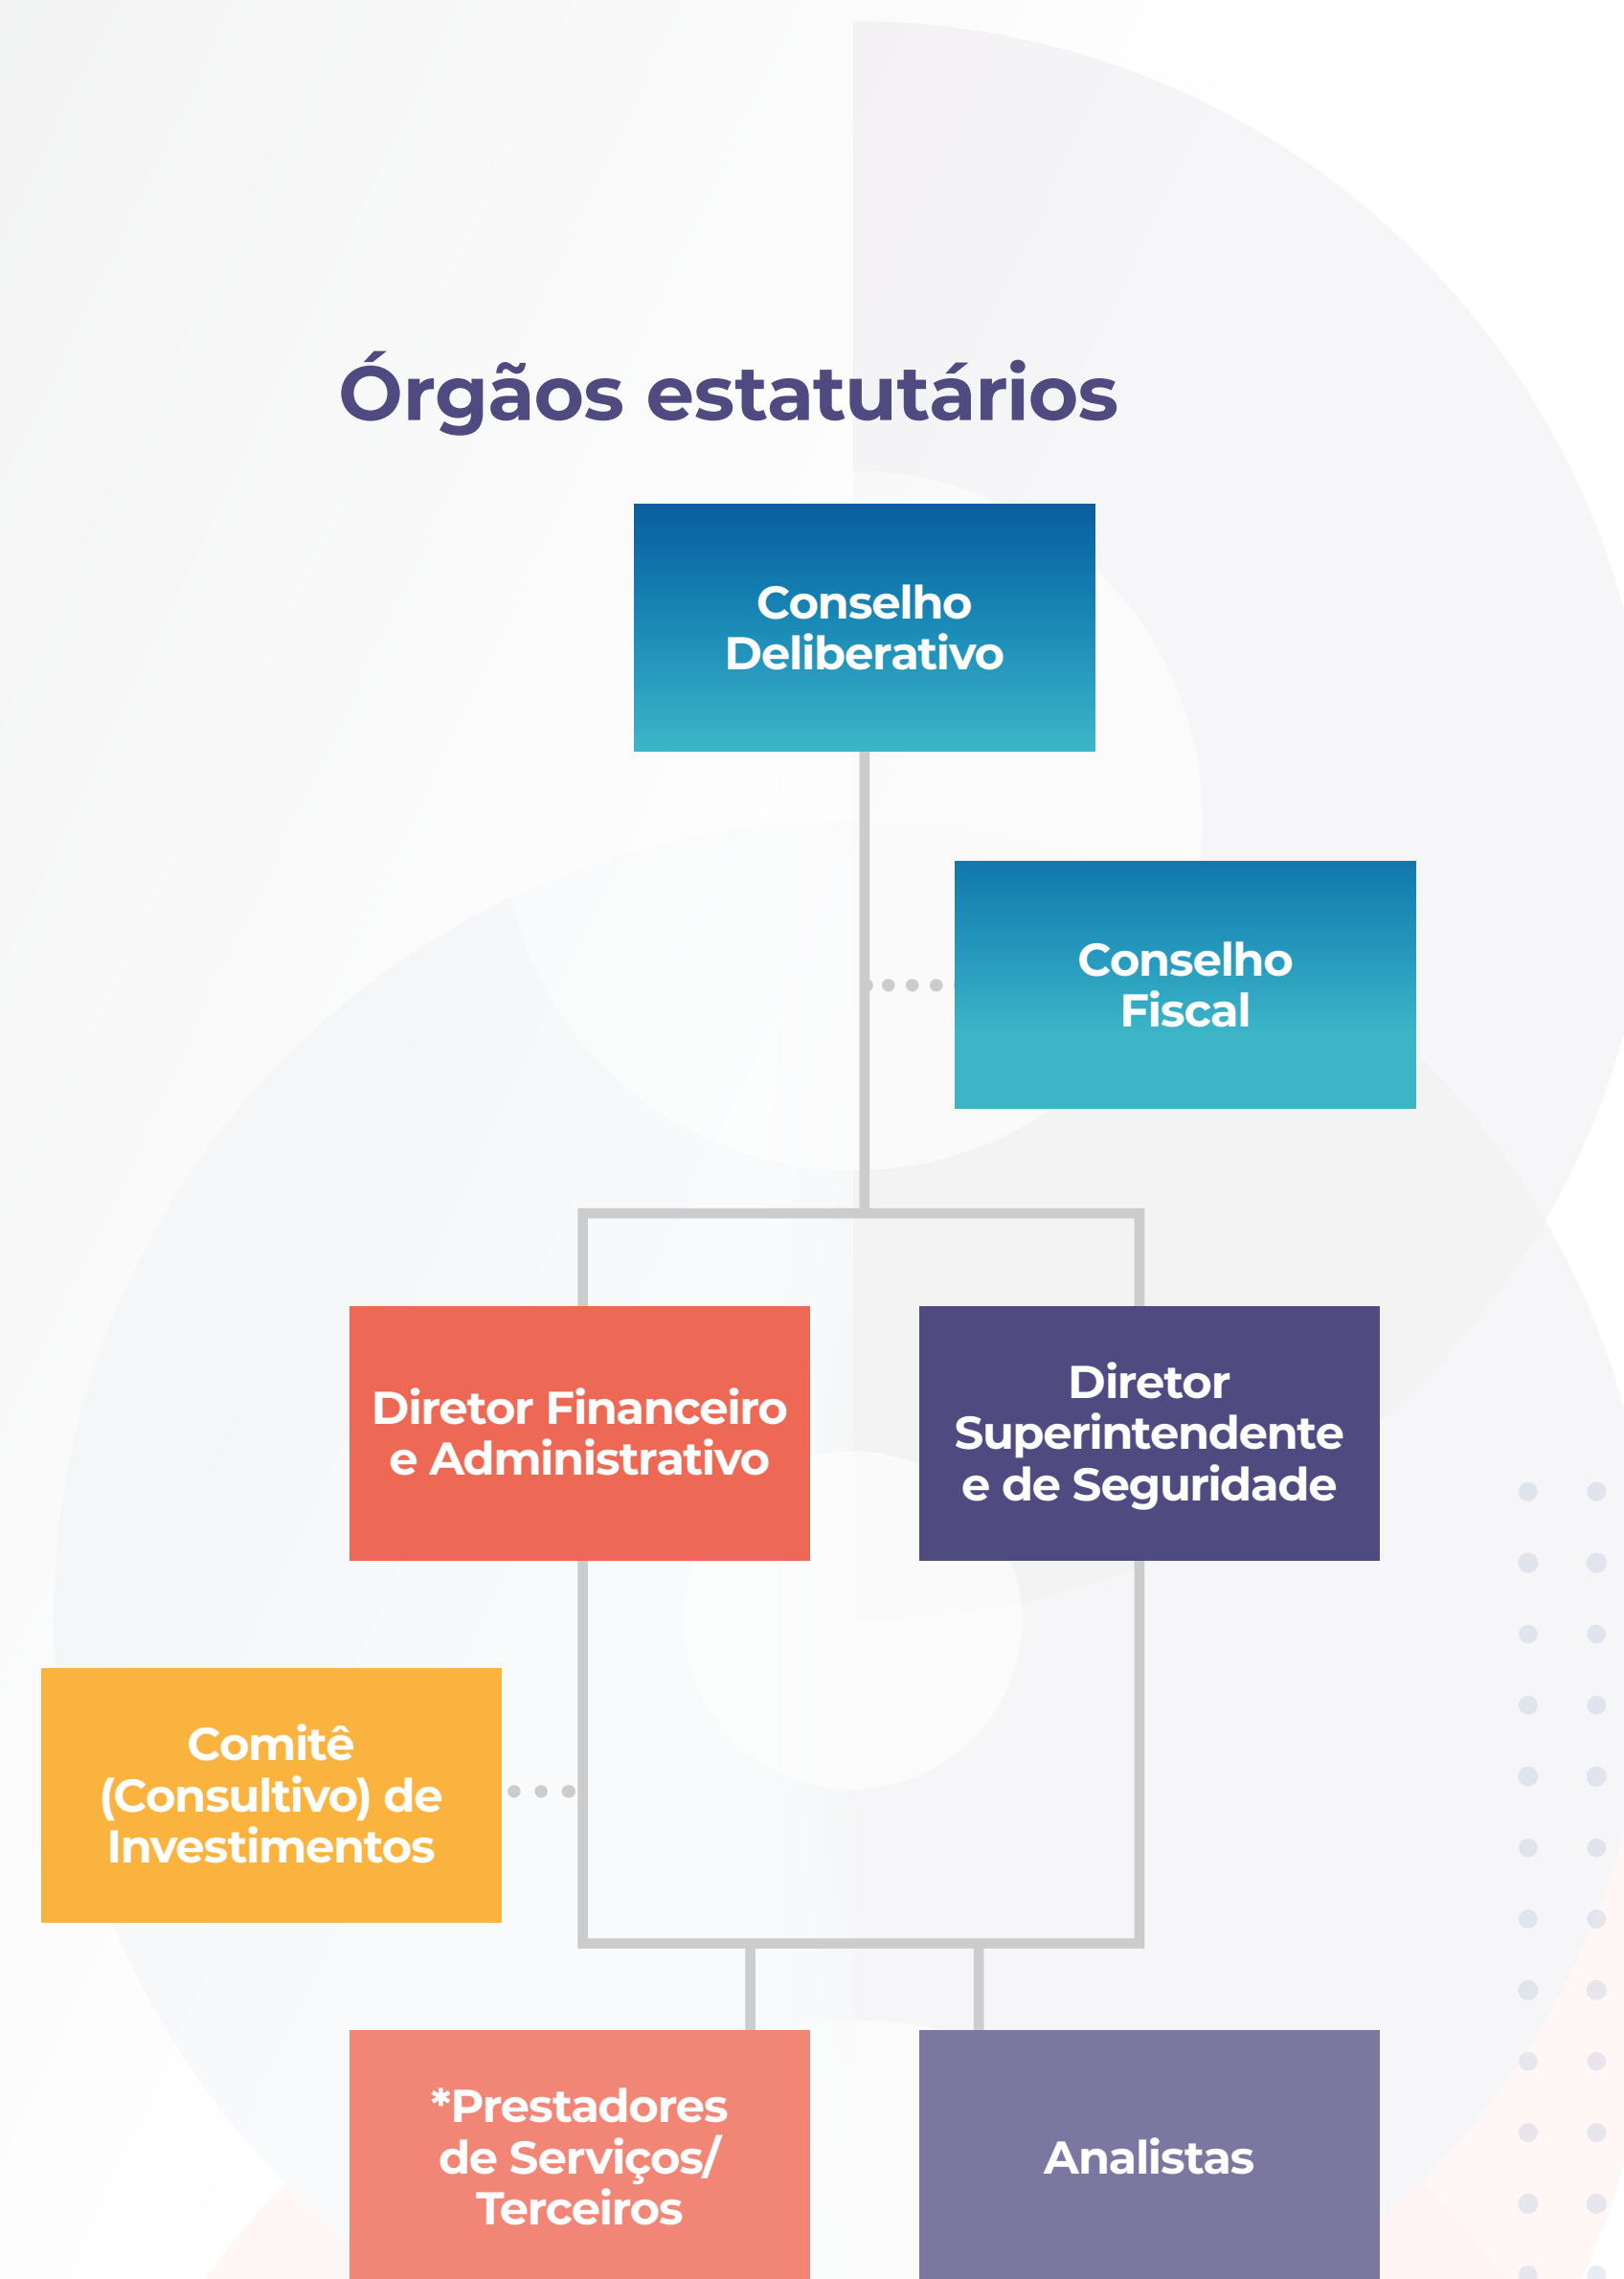 Órgãos estatutários
Conselho
Deliberativo
Conselho
Fiscal
Diretor Financeiro
e Administrativo
Diretor
Superintendente
e de Seguridade
Comitê
(Consultivo) de
Investimentos
*Prestadores
de Serviços/
Terceiros
Analistas